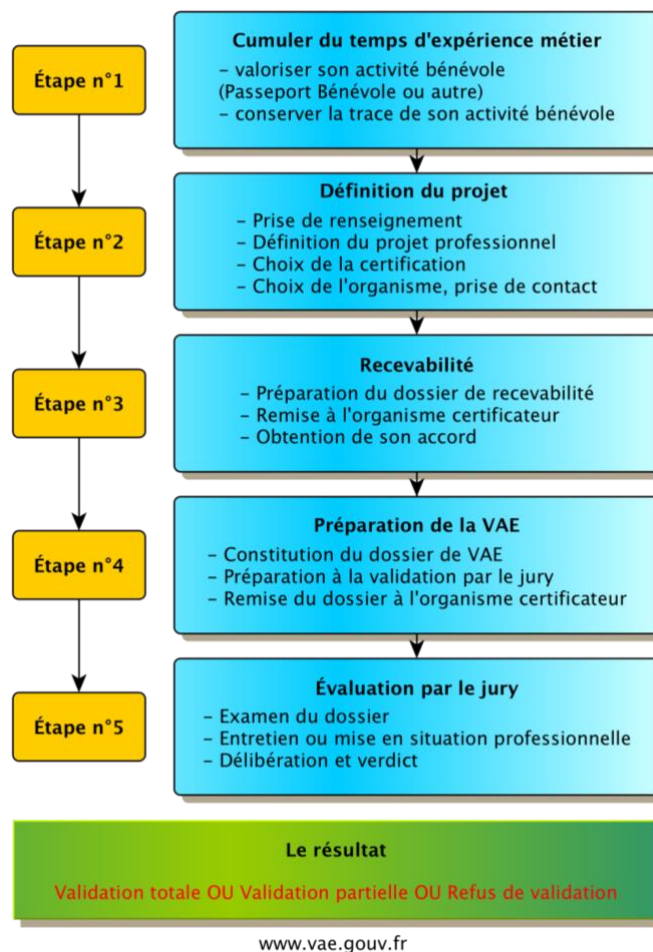 Étape n°1
Cumuler du temps d'expérience métier
– valoriser son activité bénévole
(Passeport Bénévole ou autre)
– conserver la trace de son activité bénévole
Étape n°2
Définition du projet
– Prise de renseignement
– Définition du projet professionnel
– Choix de la certification
– Choix de l'organisme, prise de contact
Étape n°3
Recevabilité
– Préparation du dossier de recevabilité
– Remise à l'organisme certificateur
– Obtention de son accord
Étape n°4
Préparation de la VAE
– Constitution du dossier de VAE
– Préparation à la validation par le jury
– Remise du dossier à l'organisme certificateur
Étape n°5
Évaluation par le jury
– Examen du dossier
– Entretien ou mise en situation professionnelle
– Délibération et verdict
Le résultat
Validation totale OU Validation partielle OU Refus de validation
www.vae.gouv.fr